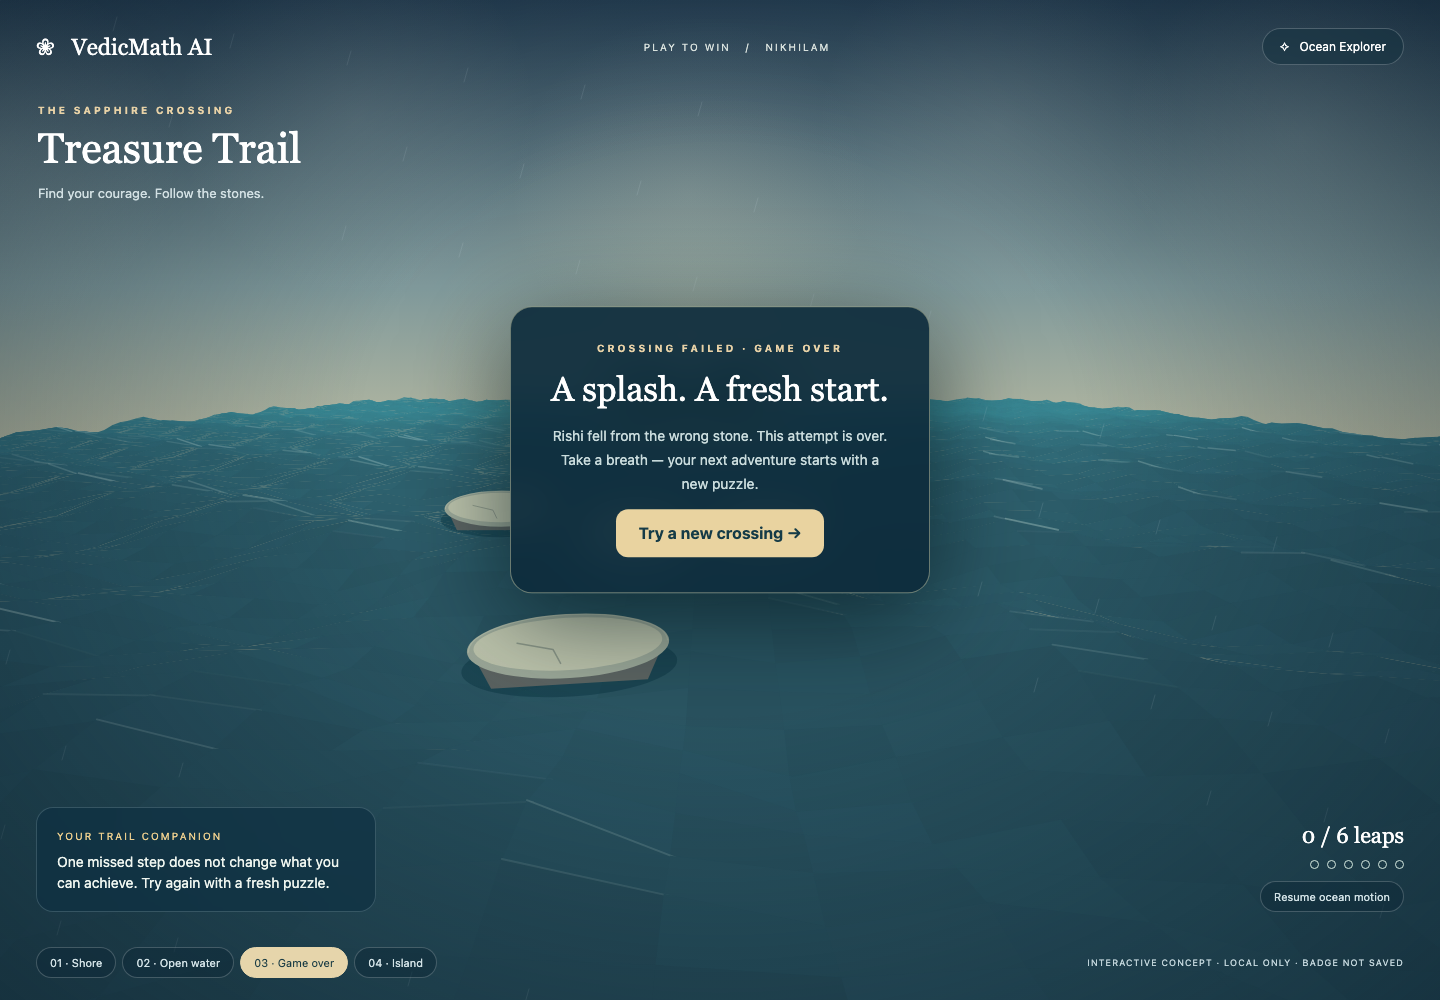 VedicMath AI
PLAY TO WIN / NIKHILAM
Ocean Explorer
THE SAPPHIRE CROSSING
Treasure Trail
Find your courage. Follow the stones.
CROSSING FAILED · GAME OVER
A splash. A fresh start.
Rishi fell from the wrong stone. This attempt is over.
Take a breath — your next adventure starts with a
new puzzle.
Try a new crossing →
YOUR TRAIL COMPANION
One missed step does not change what you
can achieve. Try again with a fresh puzzle.
0 / 6 leaps
Resume ocean motion
01 · Shore
02 · Open water
03 · Game over
04 · Island
INTERACTIVE CONCEPT · LOCAL ONLY · BADGE NOT SAVED